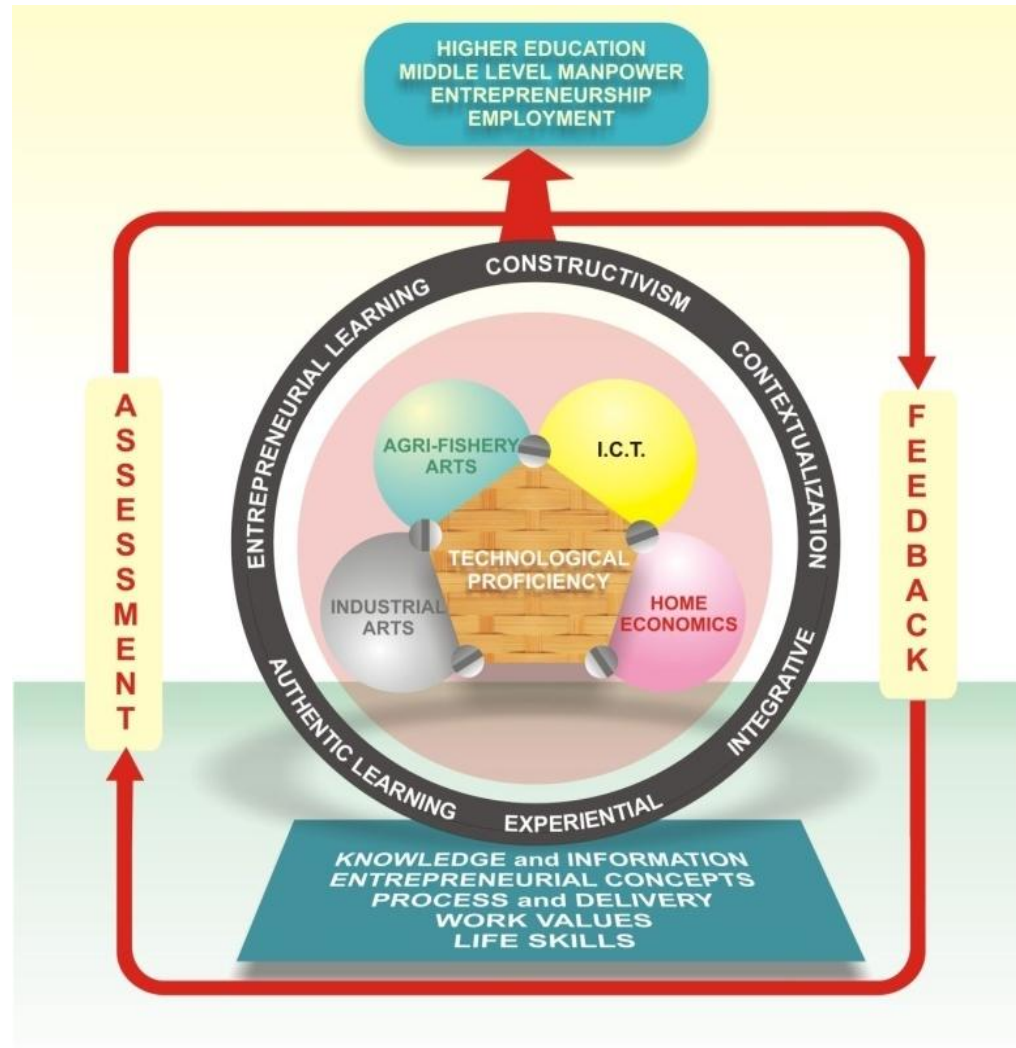 HIGHER EDUCATION
MIDDLE LEVEL MANPOWER
ENTREPRENEURSHIP
EMPLOYMENT
ENTREPRENEURIAL LEARNING
CONSTRUCTIVISM
CONTEXTUALIZATION
INTEGRATIVE
EXPERIENTIAL
AUTHENTIC LEARNING
ASSESSMENT
FEEDBACK
AGRI-FISHERY
ARTS
I.C.T.
TECHNOLOGICAL
PROFICIENCY
INDUSTRIAL
ARTS
HOME
ECONOMICS
KNOWLEDGE and INFORMATION
ENTREPRENEURIAL CONCEPTS
PROCESS and DELIVERY
WORK VALUES
LIFE SKILLS